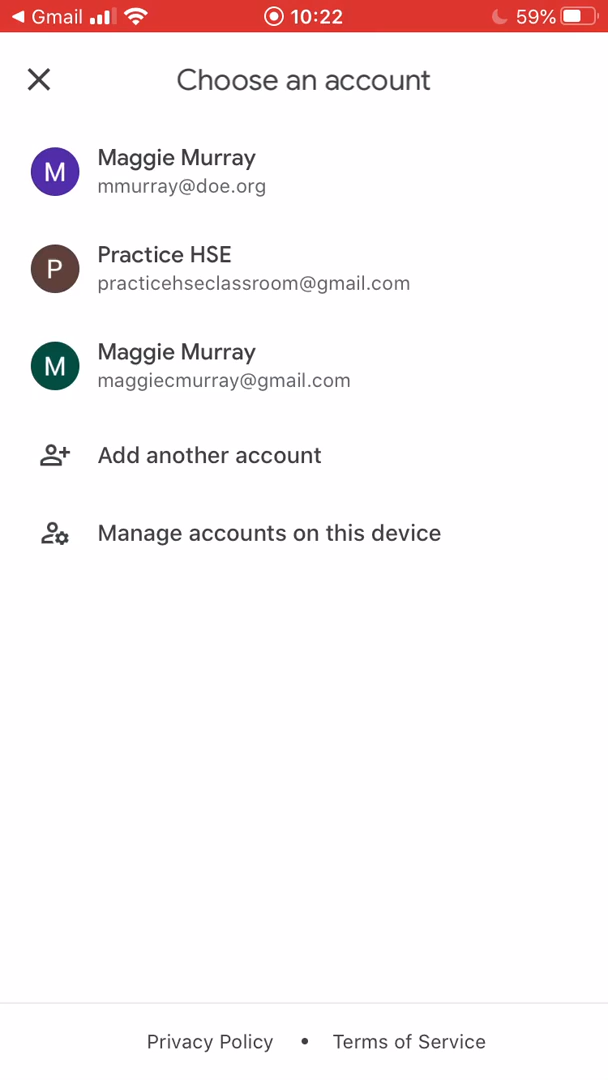 Gmail 10:22 59%
Choose an account
M Maggie Murray
mmurray@doe.org
P Practice HSE
practicehseclassroom@gmail.com
M Maggie Murray
maggiecmurray@gmail.com
Add another account
Manage accounts on this device
Privacy Policy • Terms of Service